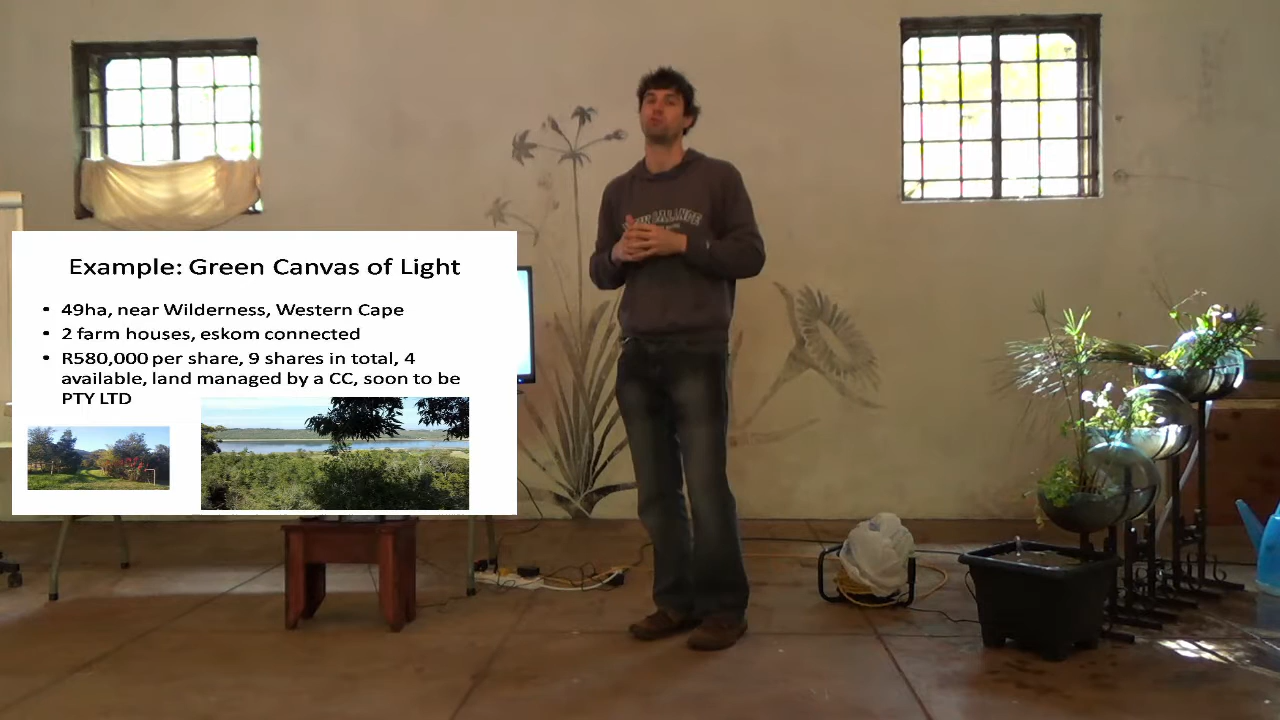 Example: Green Canvas of Light
• 49ha, near Wilderness, Western Cape
• 2 farm houses, eskom connected
• R580,000 per share, 9 shares in total, 4
available, land managed by a CC, soon to be
PTY LTD
BALANCE